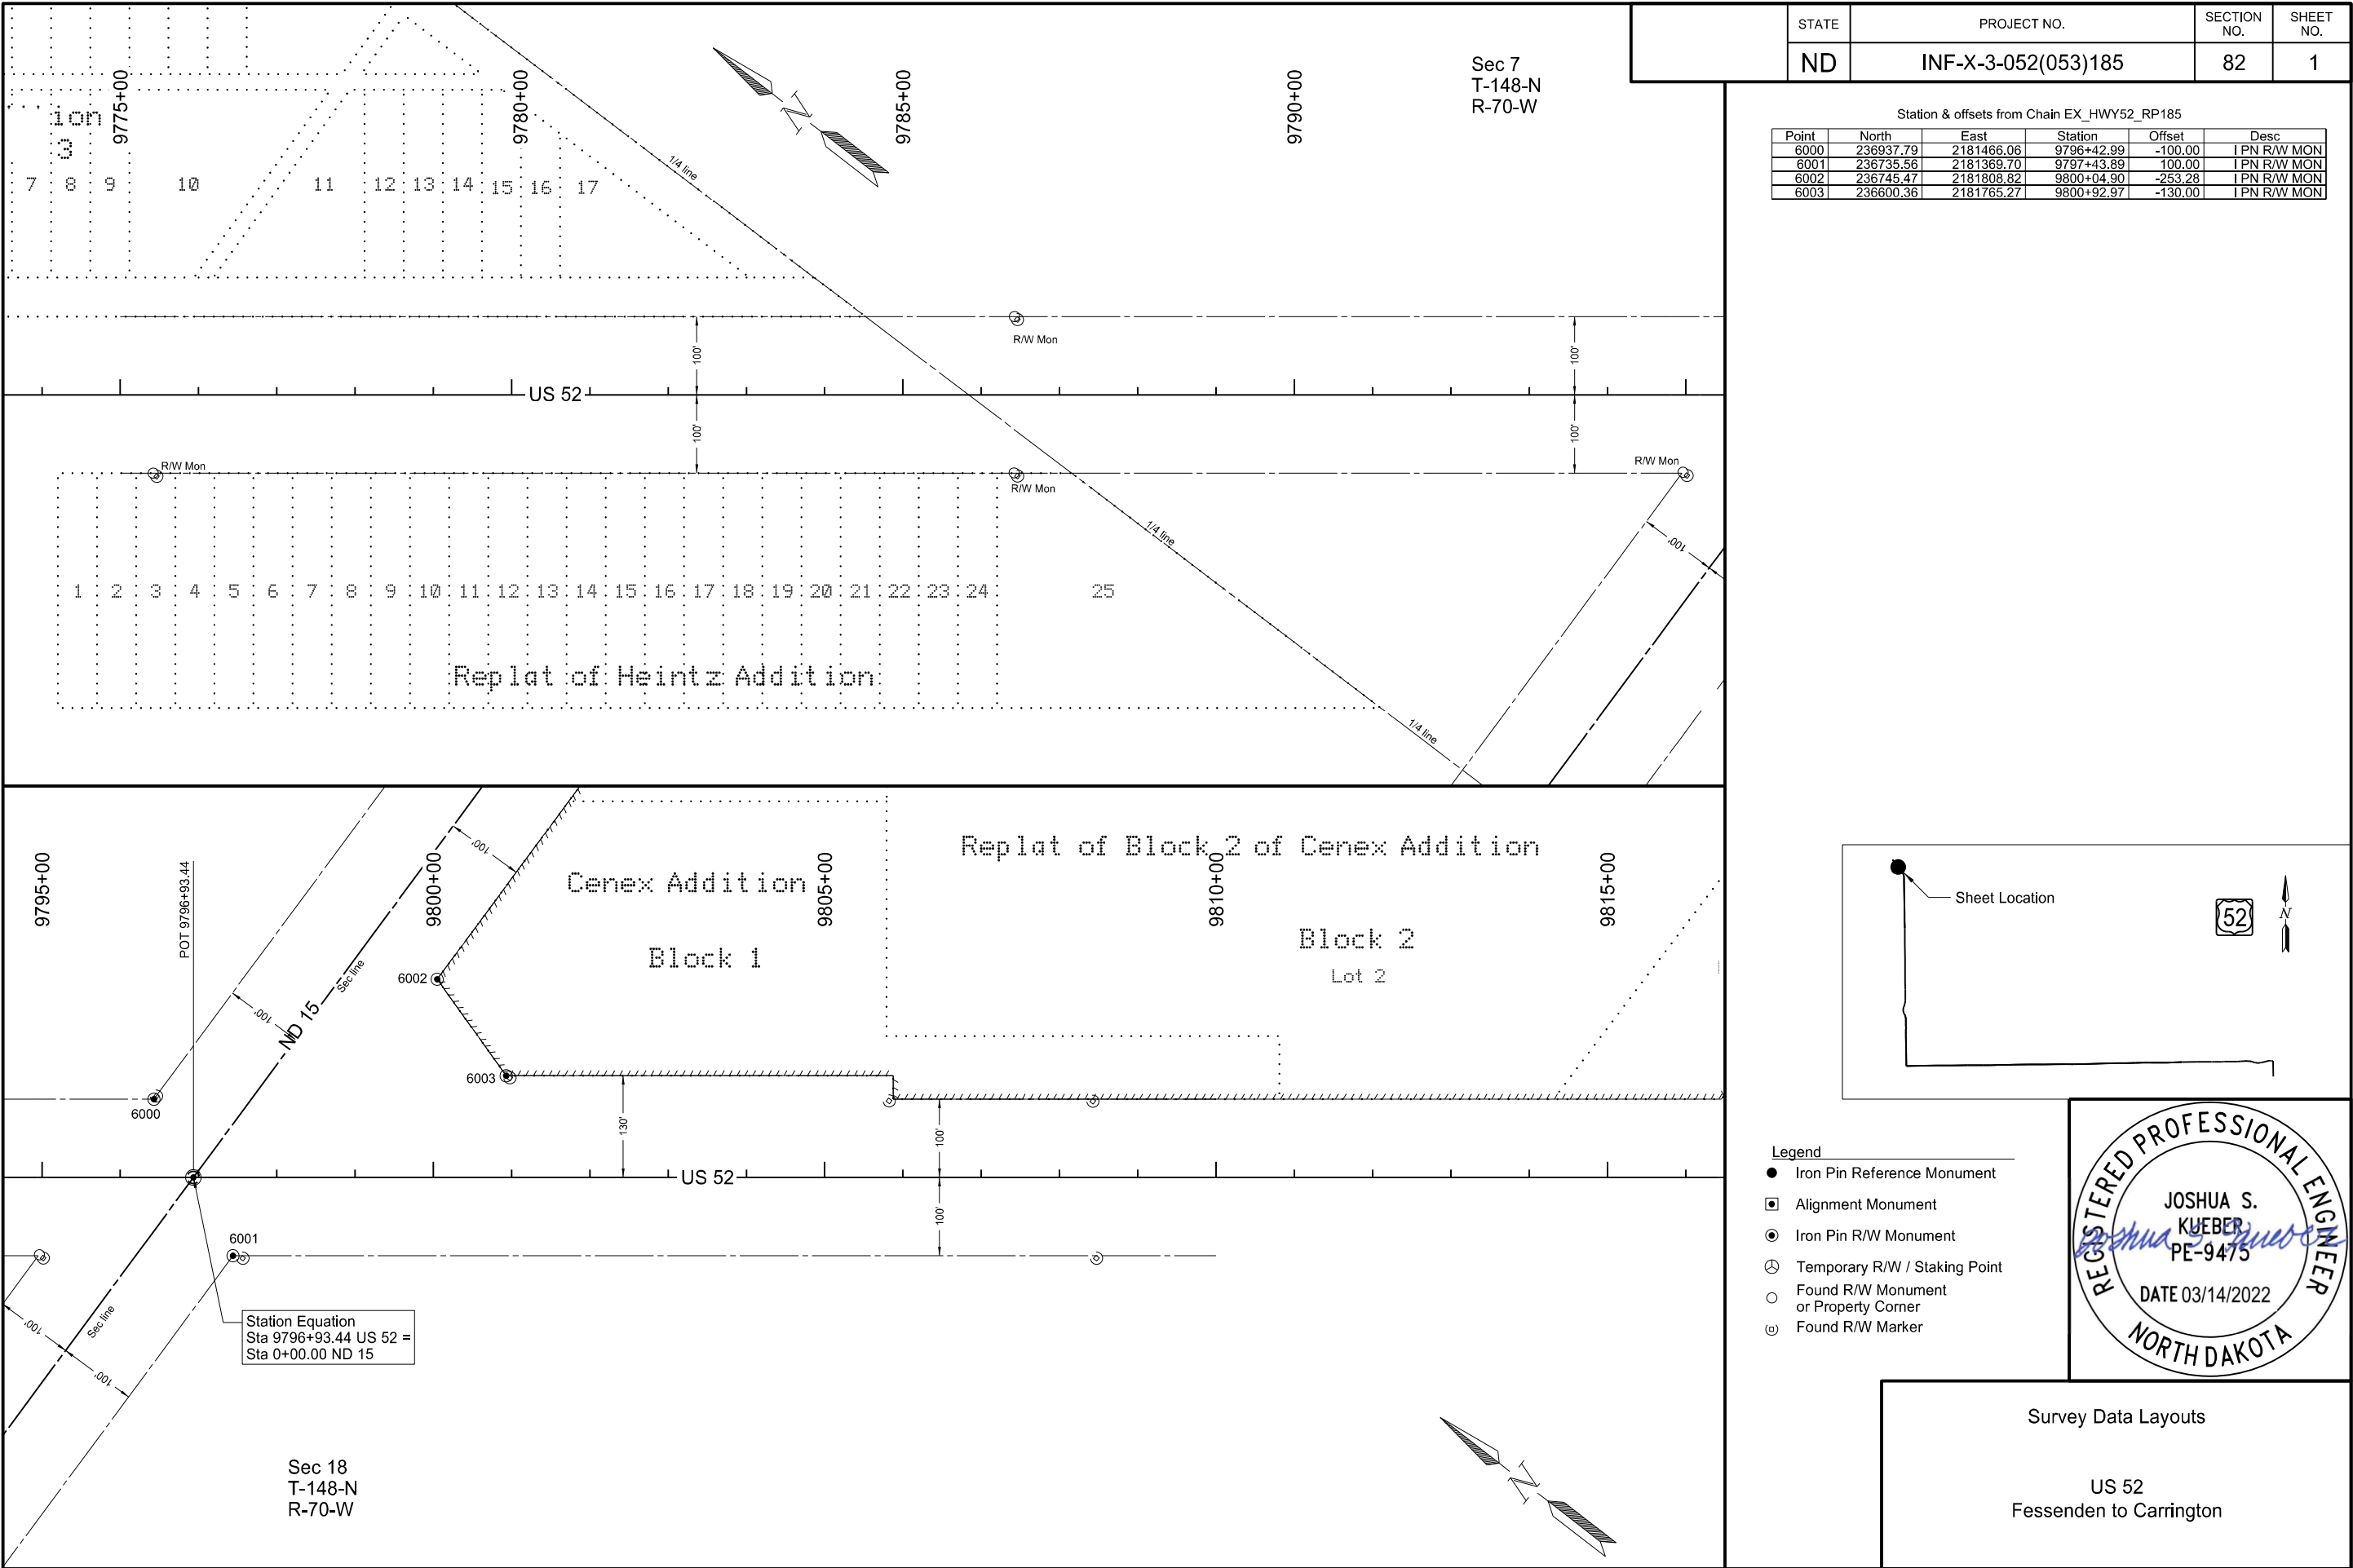 STATE PROJECT NO. SECTION NO. SHEET NO.
ND INF-X-3-052(053)185 82 1
Station & offsets from Chain EX_HWY52_RP185
Point North East Station Offset Desc
6000 236937.79 2181466.06 9796+42.99 -100.00 I PN R/W MON
6001 236735.56 2181369.70 9797+43.89 100.00 I PN R/W MON
6002 236745.47 2181808.82 9800+04.90 -253.28 I PN R/W MON
6003 236600.36 2181765.27 9800+92.97 -130.00 I PN R/W MON
9775+00
9780+00
9785+00
9790+00
Sec 7
T-148-N
R-70-W
N
ion
3
7 8 9 10 11 12 13 14 15 16 17
1/4 line
R/W Mon
100'
100'
US 52
100'
100'
R/W Mon
R/W Mon
R/W Mon
1/4 line
100'
1 2 3 4 5 6 7 8 9 10 11 12 13 14 15 16 17 18 19 20 21 22 23 24 25
Replat of Heintz Addition
1/4 line
9795+00
POT 9796+93.44
9800+00
9805+00
9810+00
9815+00
100'
Replat of Block 2 of Cenex Addition
Cenex Addition
Block 1
Block 2
Lot 2
6002
Sec line
100'
ND 15
6003
6000
130'
100'
US 52
100'
6001
Station Equation
Sta 9796+93.44 US 52 =
Sta 0+00.00 ND 15
Sec line
100'
100'
Sec 18
T-148-N
R-70-W
N
Sheet Location
52
N
Legend
Iron Pin Reference Monument
Alignment Monument
Iron Pin R/W Monument
Temporary R/W / Staking Point
Found R/W Monument
or Property Corner
Found R/W Marker
REGISTERED PROFESSIONAL ENGINEER
JOSHUA S.
KUEBER
PE-9475
DATE 03/14/2022
NORTH DAKOTA
Survey Data Layouts
US 52
Fessenden to Carrington